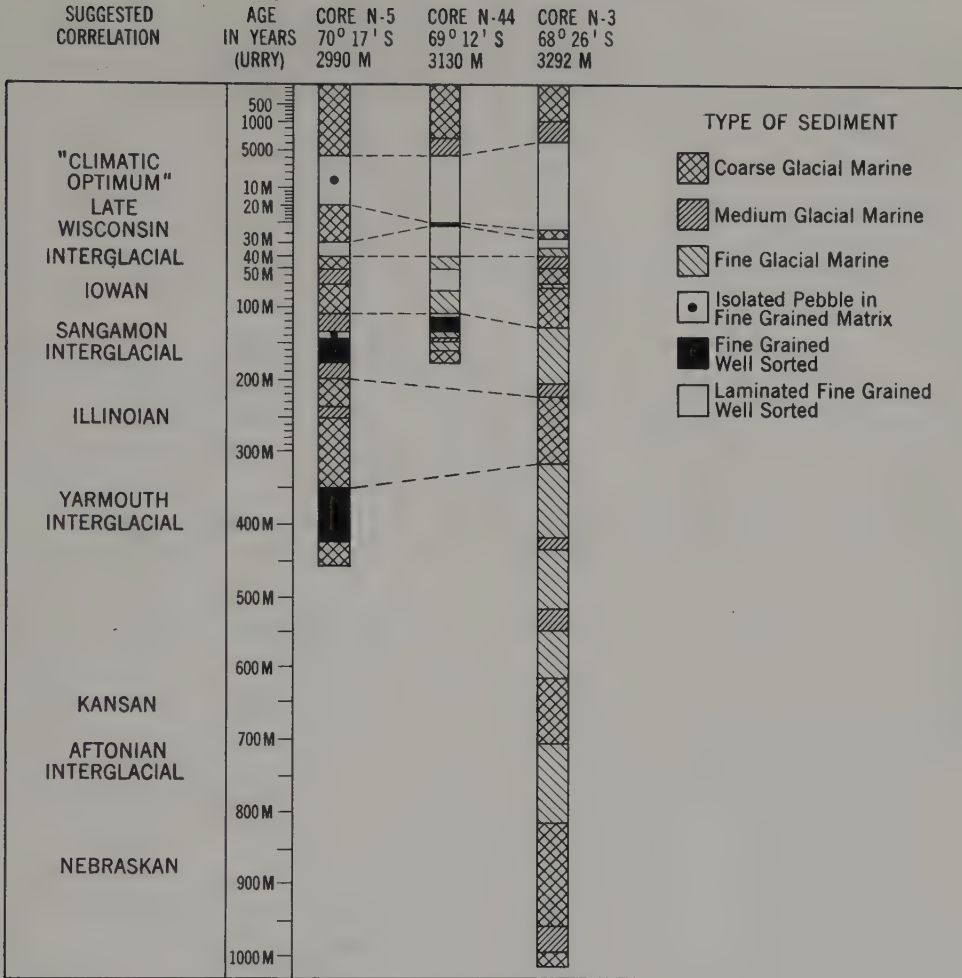 SUGGESTED
CORRELATION
AGE
IN YEARS
(URRY)
CORE N-5
70° 17' S
2990 M
CORE N-44
69° 12' S
3130 M
CORE N-3
68° 26' S
3292 M
"CLIMATIC
OPTIMUM"
LATE
WISCONSIN
INTERGLACIAL
IOWAN
SANGAMON
INTERGLACIAL
ILLINOIAN
YARMOUTH
INTERGLACIAL
KANSAN
AFTONIAN
INTERGLACIAL
NEBRASKAN
500
1000
5000
10 M
20 M
30 M
40 M
50 M
100 M
200 M
300 M
400 M
500 M
600 M
700 M
800 M
900 M
1000 M
TYPE OF SEDIMENT
Coarse Glacial Marine
Medium Glacial Marine
Fine Glacial Marine
Isolated Pebble in
Fine Grained Matrix
Fine Grained
Well Sorted
Laminated Fine Grained
Well Sorted